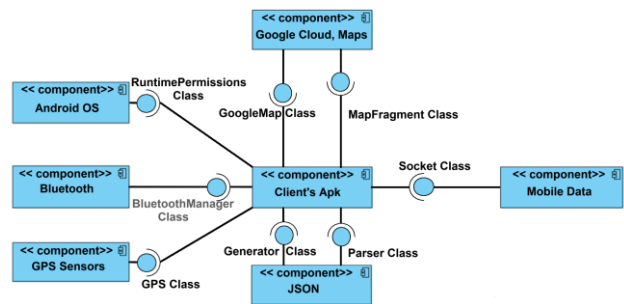 << component>>
Google Cloud, Maps
<< component>>
Android OS
RuntimePermissions
Class
GoogleMap Class
MapFragment Class
<< component>>
Bluetooth
BluetoothManager
Class
<< component>>
Client's Apk
Socket Class
<< component>>
Mobile Data
<< component>>
GPS Sensors
GPS Class
Generator Class
Parser Class
<< component>>
JSON